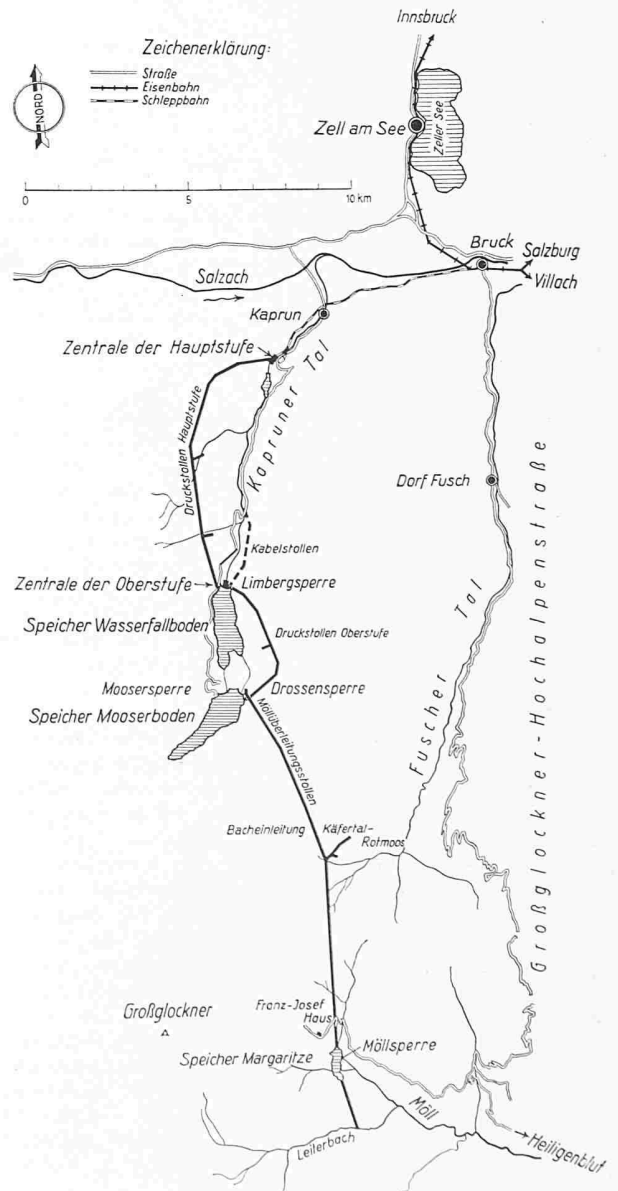 Innsbruck
Zeichenerklärung:
Straße
Eisenbahn
Schleppbahn
NORD
Zell am See
Zeller See
0 5 10 km
Bruck
Salzburg
Villach
Salzach
Kaprun
Zentrale der Hauptstufe
Kapruner Tal
Druckstollen Hauptstufe
Dorf Fusch
Kabelstollen
Zentrale der Oberstufe
Limbergsperre
Speicher Wasserfallboden
Druckstollen Oberstufe
Moosersperre
Drossensperre
Speicher Mooserboden
Möllüberleitungsstollen
Fuscher Tal
Großglockner-Hochalpenstraße
Bacheinleitung Käfertal-
Rotmoos
Großglockner
Franz-Josef
Haus
Möllsperre
Speicher Margaritze
Möll
Leiterbach
Heiligenblut